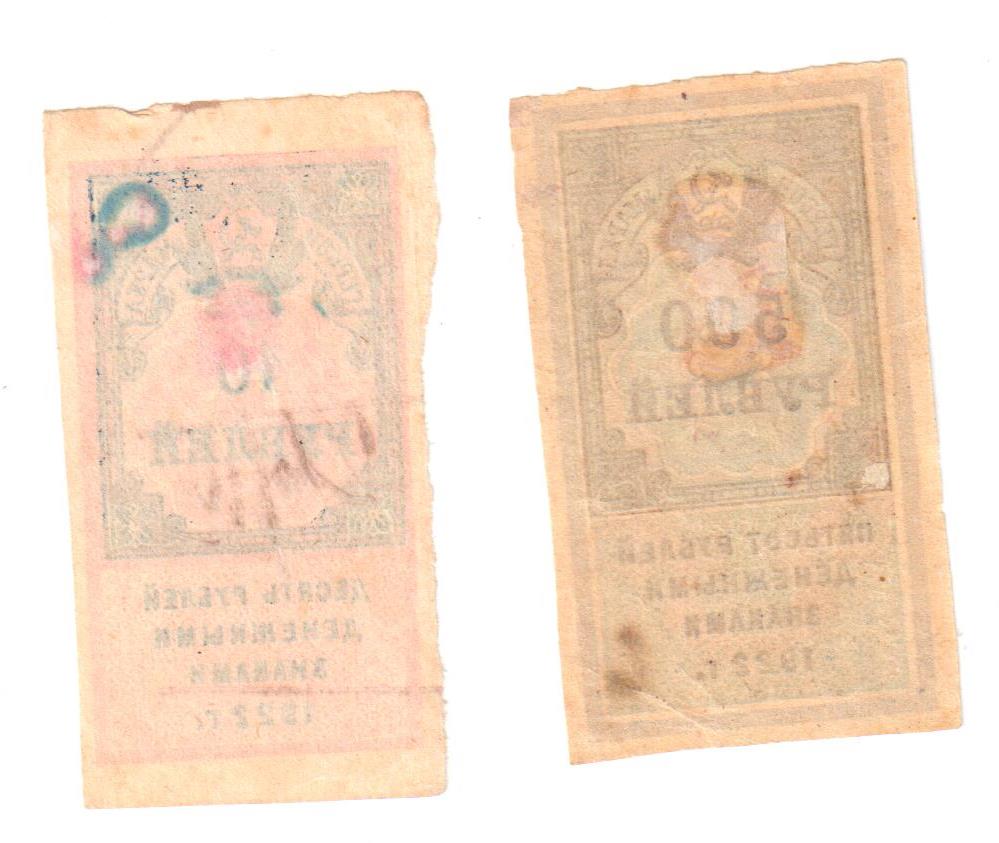 10
РУБЛЕЙ
ДЕСЯТЬ РУБЛЕЙ
ДЕНЕЖНЫМИ
ЗНАКАМИ
1922 г.
500
РУБЛЕЙ
ПЯТЬСОТ РУБЛЕЙ
ДЕНЕЖНЫМИ
ЗНАКАМИ
1922 г.